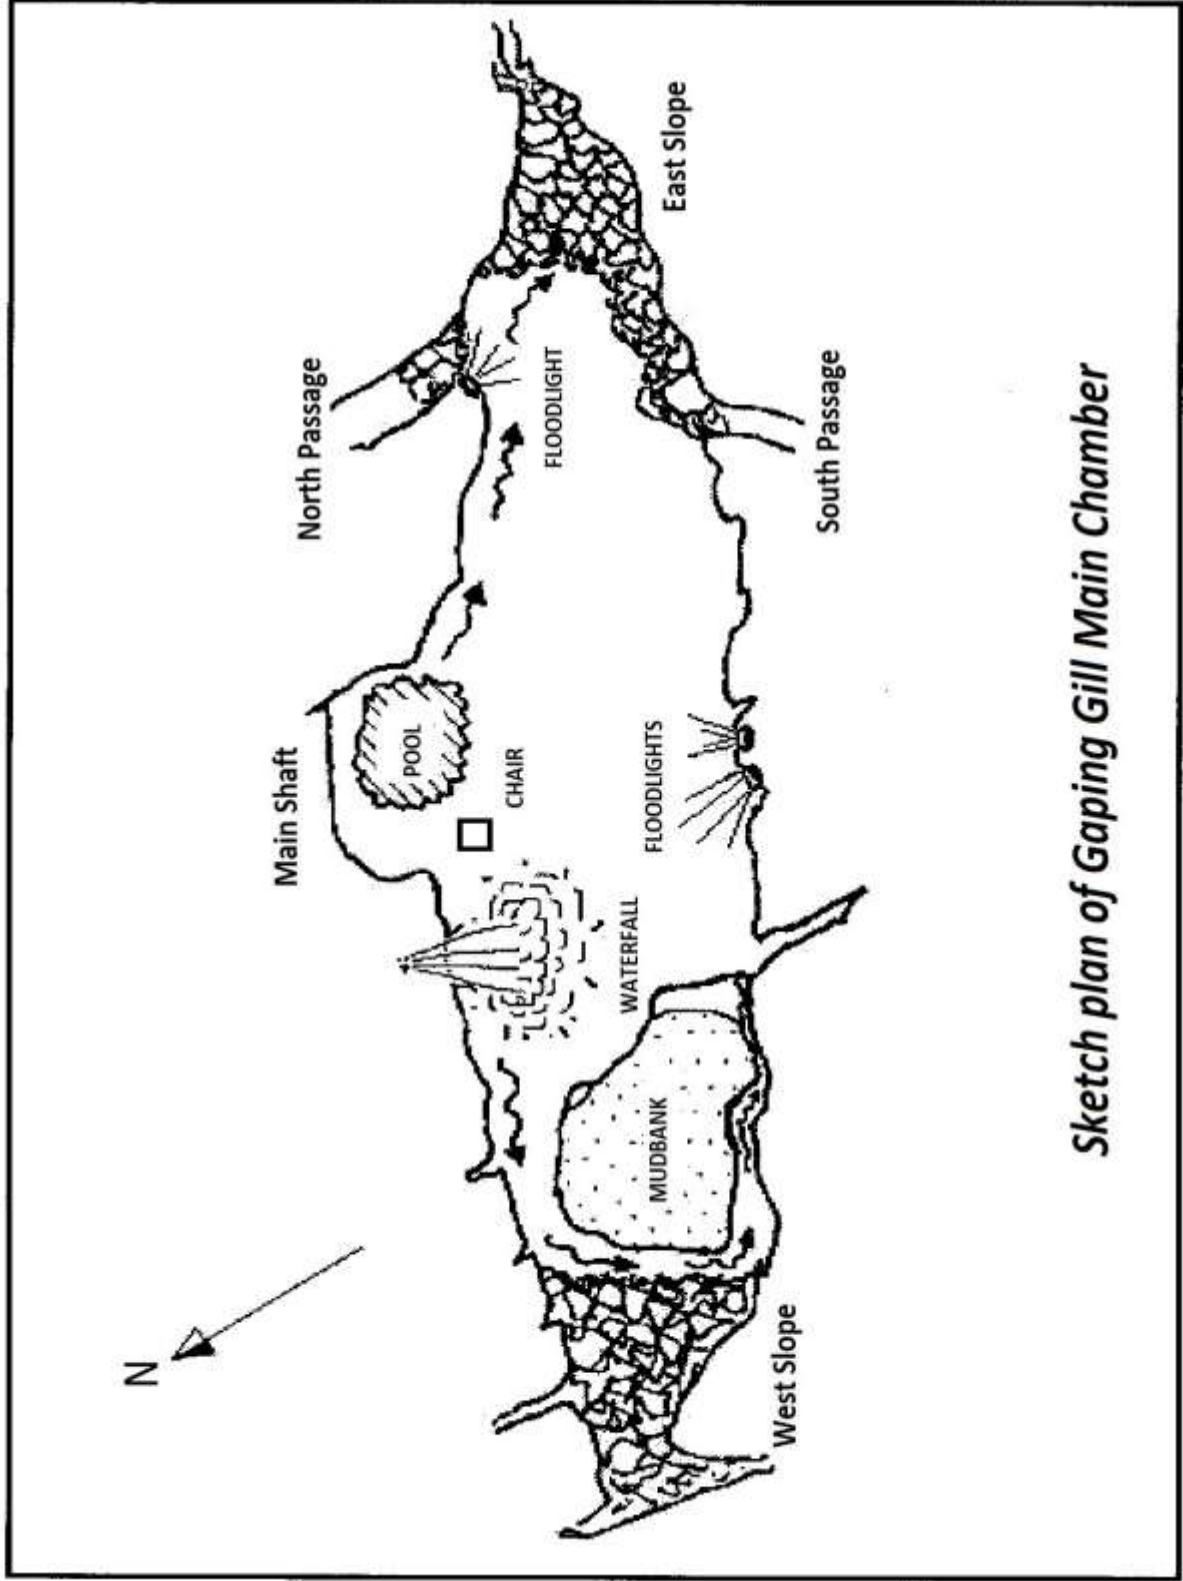 N
Main Shaft
North Passage
POOL
CHAIR
FLOODLIGHT
East Slope
WATERFALL
FLOODLIGHTS
MUDBANK
West Slope
South Passage
Sketch plan of Gaping Gill Main Chamber